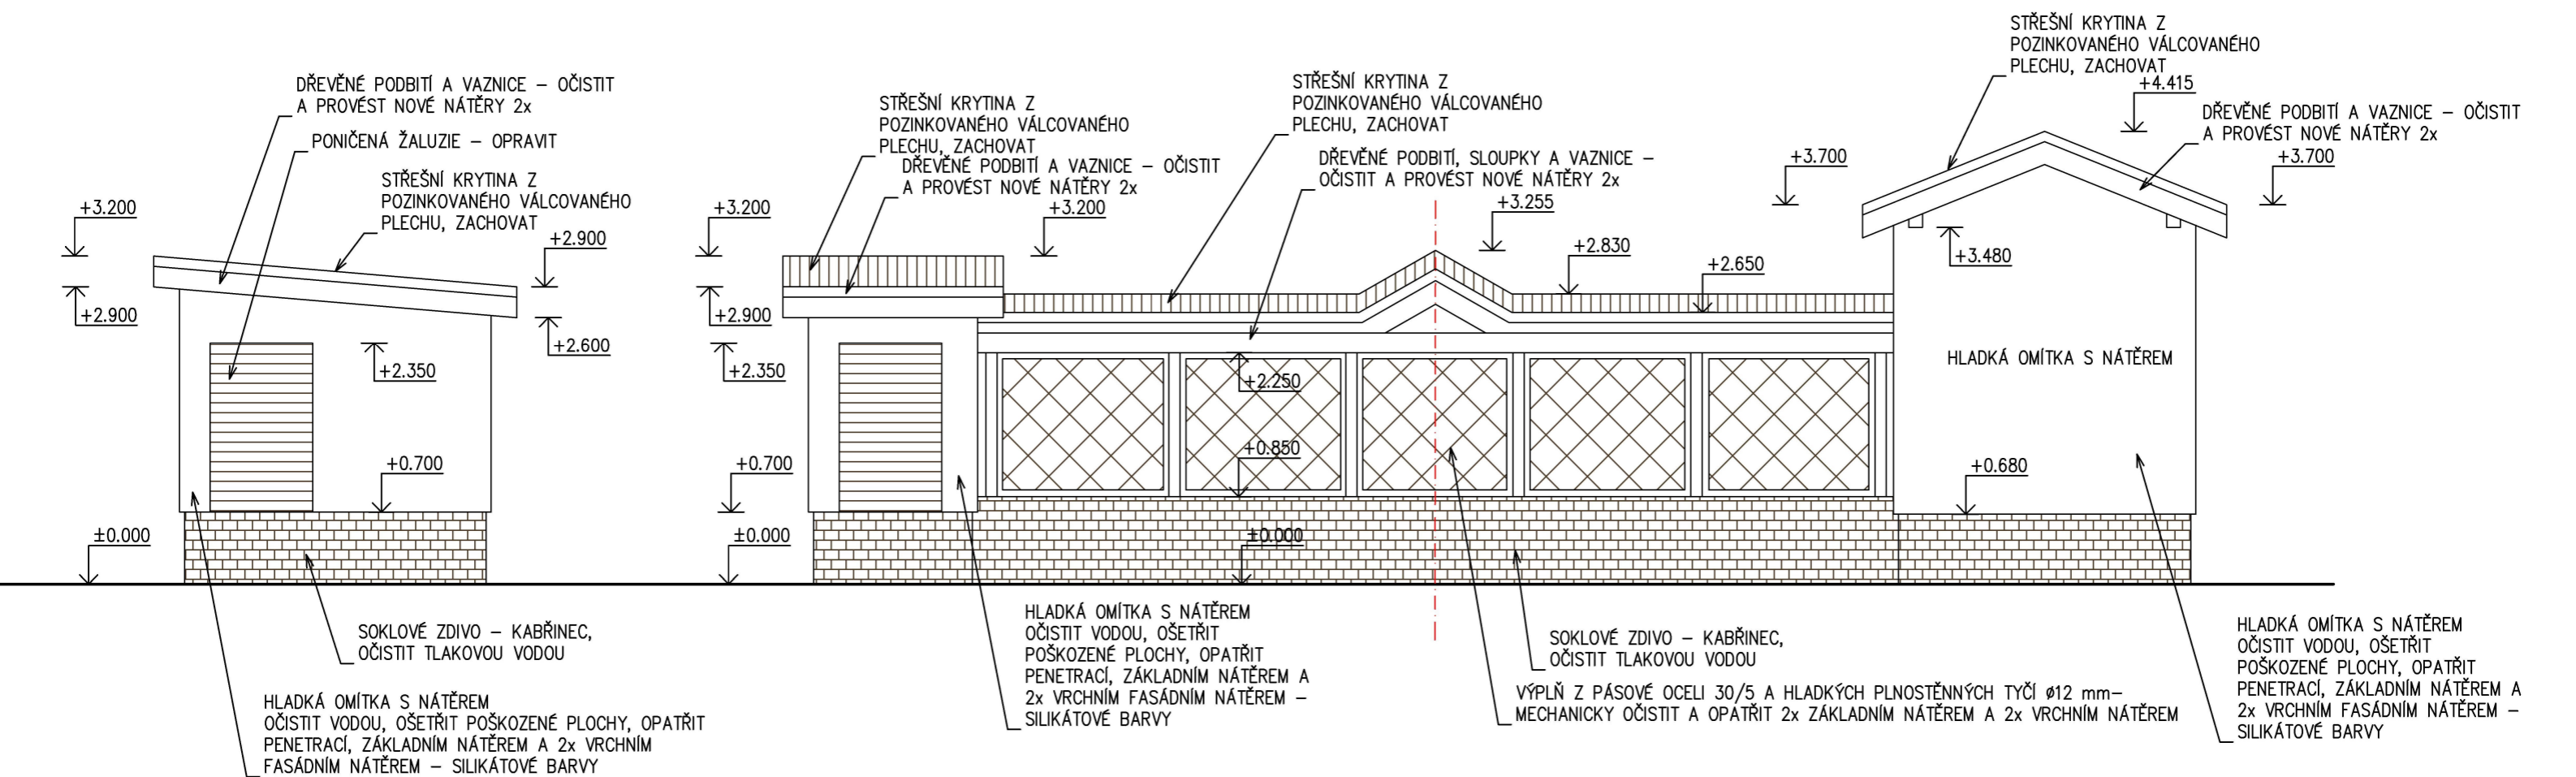 DŘEVĚNÉ PODBITÍ A VAZNICE – OČISTIT
A PROVÉST NOVÉ NÁTĚRY 2x
PONIČENÁ ŽALUZIE – OPRAVIT
STŘEŠNÍ KRYTINA Z
POZINKOVANÉHO VÁLCOVANÉHO
PLECHU, ZACHOVAT
+3.200
+2.900
+2.900
+2.600
+2.350
+0.700
±0.000
SOKLOVÉ ZDIVO – KABŘINEC,
OČISTIT TLAKOVOU VODOU
HLADKÁ OMÍTKA S NÁTĚREM
OČISTIT VODOU, OŠETŘIT POŠKOZENÉ PLOCHY, OPATŘIT
PENETRACÍ, ZÁKLADNÍM NÁTĚREM A 2x VRCHNÍM
FASÁDNÍM NÁTĚREM – SILIKÁTOVÉ BARVY
STŘEŠNÍ KRYTINA Z
POZINKOVANÉHO VÁLCOVANÉHO
PLECHU, ZACHOVAT
DŘEVĚNÉ PODBITÍ A VAZNICE – OČISTIT
A PROVÉST NOVÉ NÁTĚRY 2x
+3.200
+2.900
+2.350
+0.700
±0.000
+3.200
STŘEŠNÍ KRYTINA Z
POZINKOVANÉHO VÁLCOVANÉHO
PLECHU, ZACHOVAT
DŘEVĚNÉ PODBITÍ, SLOUPKY A VAZNICE –
OČISTIT A PROVÉST NOVÉ NÁTĚRY 2x
+3.255
+2.830
+2.650
+2.250
+0.850
±0.000
HLADKÁ OMÍTKA S NÁTĚREM
OČISTIT VODOU, OŠETŘIT
POŠKOZENÉ PLOCHY, OPATŘIT
PENETRACÍ, ZÁKLADNÍM NÁTĚREM A
2x VRCHNÍM FASÁDNÍM NÁTĚREM –
SILIKÁTOVÉ BARVY
SOKLOVÉ ZDIVO – KABŘINEC,
OČISTIT TLAKOVOU VODOU
VÝPLŇ Z PÁSOVÉ OCELI 30/5 A HLADKÝCH PLNOSTĚNNÝCH TYČÍ ø12 mm–
MECHANICKY OČISTIT A OPATŘIT 2x ZÁKLADNÍM NÁTĚREM A 2x VRCHNÍM NÁTĚREM
STŘEŠNÍ KRYTINA Z
POZINKOVANÉHO VÁLCOVANÉHO
PLECHU, ZACHOVAT
+4.415
DŘEVĚNÉ PODBITÍ A VAZNICE – OČISTIT
A PROVÉST NOVÉ NÁTĚRY 2x
+3.700
+3.700
+3.480
HLADKÁ OMÍTKA S NÁTĚREM
+0.680
HLADKÁ OMÍTKA S NÁTĚREM
OČISTIT VODOU, OŠETŘIT
POŠKOZENÉ PLOCHY, OPATŘIT
PENETRACÍ, ZÁKLADNÍM NÁTĚREM A
2x VRCHNÍM FASÁDNÍM NÁTĚREM –
SILIKÁTOVÉ BARVY